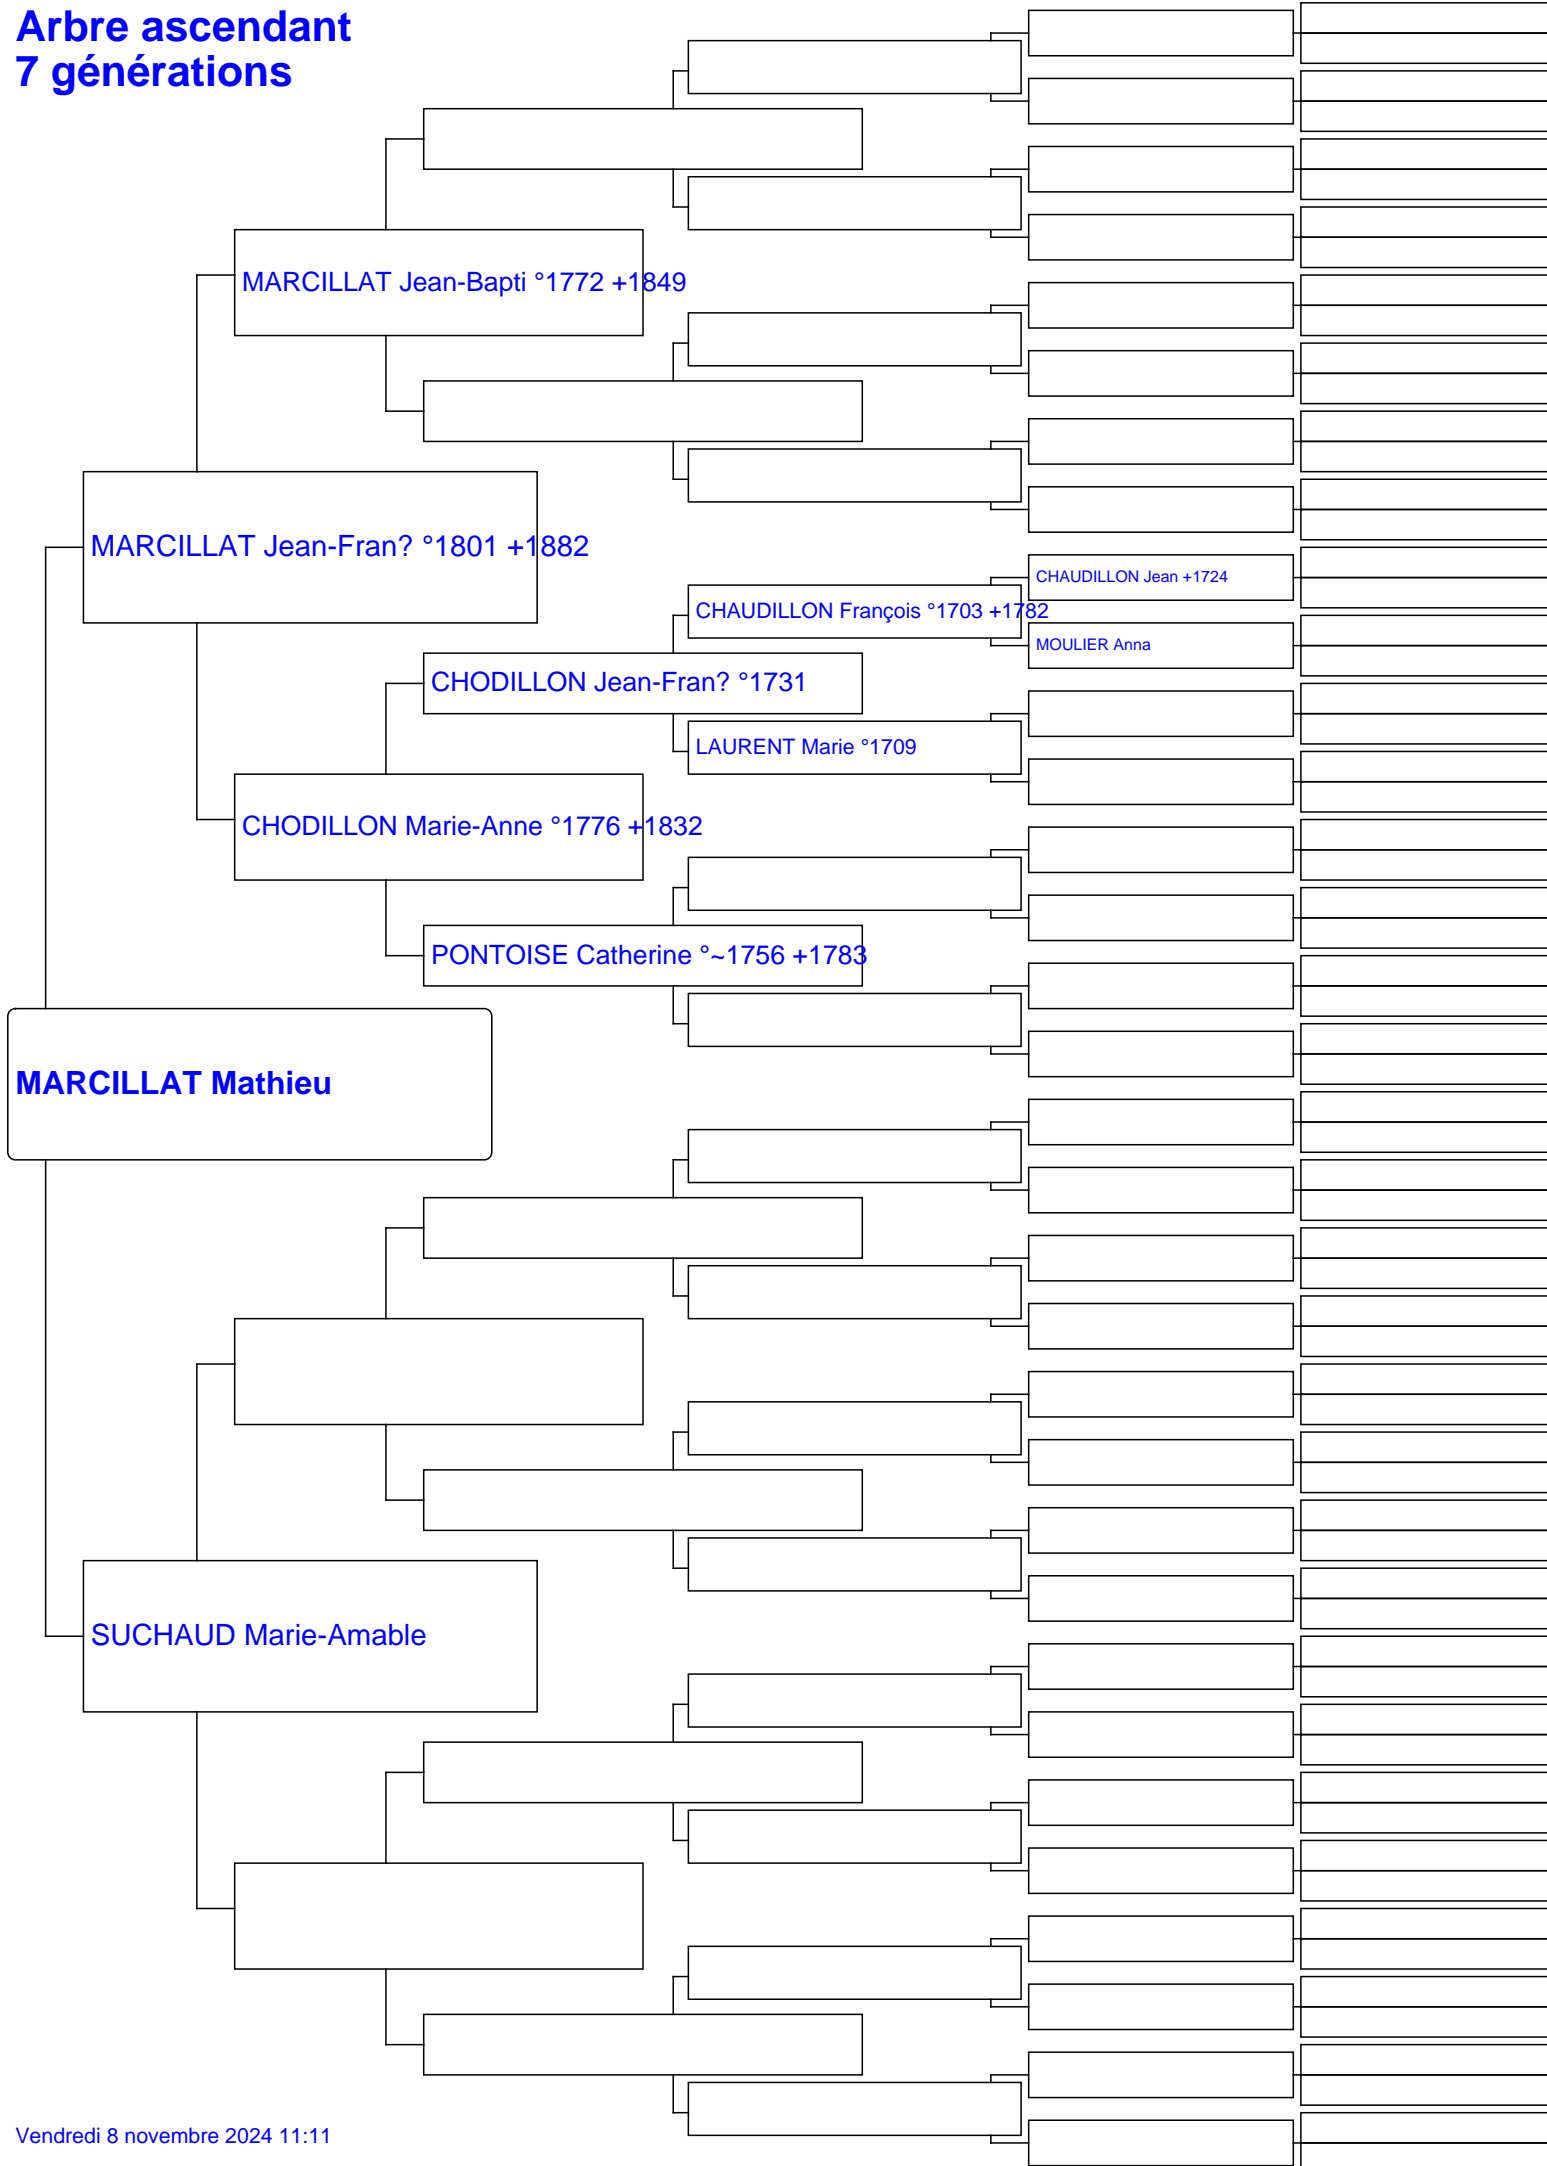 Arbre ascendant
7 générations
MARCILLAT Jean-Bapti °1772 +1849
MARCILLAT Jean-Fran? °1801 +1882
CHAUDILLON Jean +1724
CHAUDILLON François °1703 +1782
MOULIER Anna
CHODILLON Jean-Fran? °1731
LAURENT Marie °1709
CHODILLON Marie-Anne °1776 +1832
PONTOISE Catherine °~1756 +1783
MARCILLAT Mathieu
SUCHAUD Marie-Amable
Vendredi 8 novembre 2024 11:11